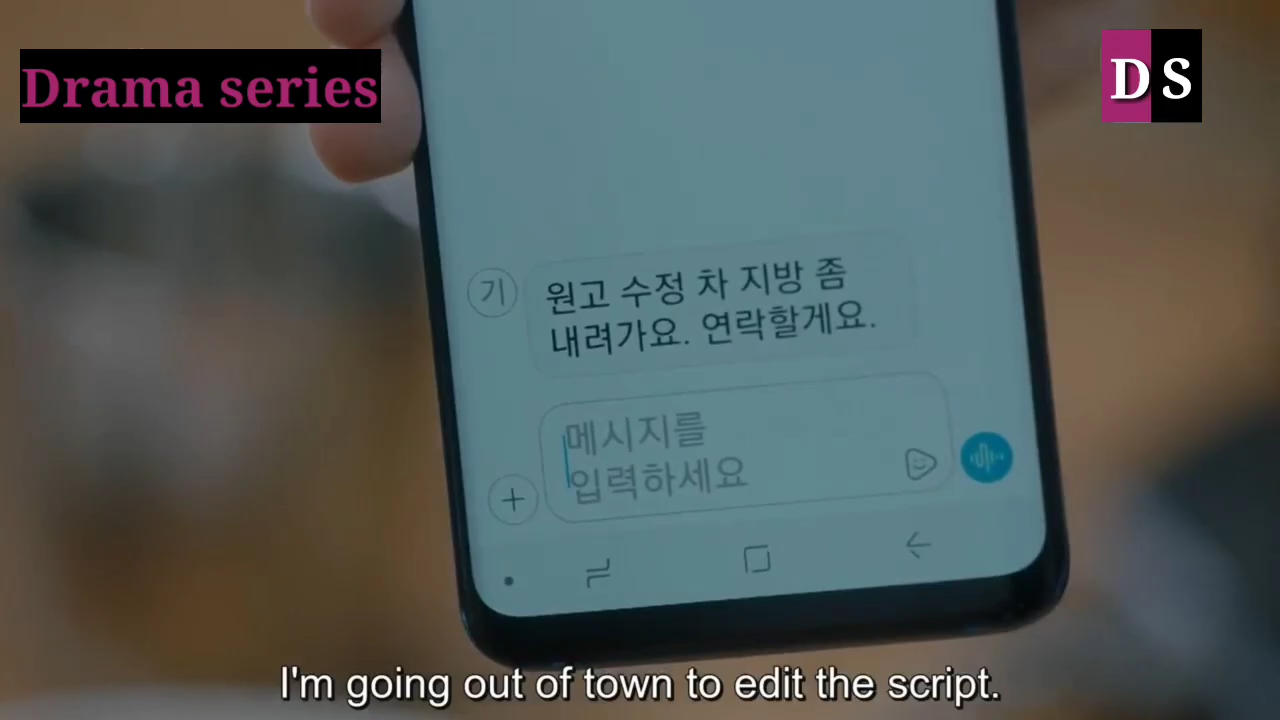 Drama series
D S
기
원고 수정 차 지방 좀
내려가요. 연락할게요.
메시지를
입력하세요
I'm going out of town to edit the script.